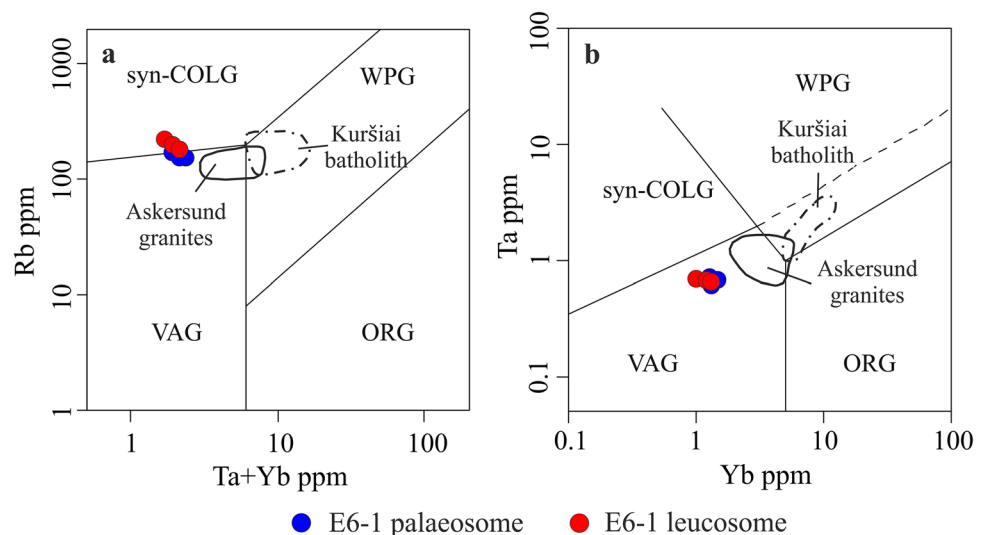 a
syn-COLG
WPG
Kuršiai
batholith
Askersund
granites
VAG
ORG
1
10
100
1000
Rb ppm
1
10
100
Ta+Yb ppm
b
WPG
Kuršiai
batholith
syn-COLG
Askersund
granites
VAG
ORG
0.1
1
10
100
Ta ppm
0.1
1
10
100
Yb ppm
E6-1 palaeosome
E6-1 leucosome